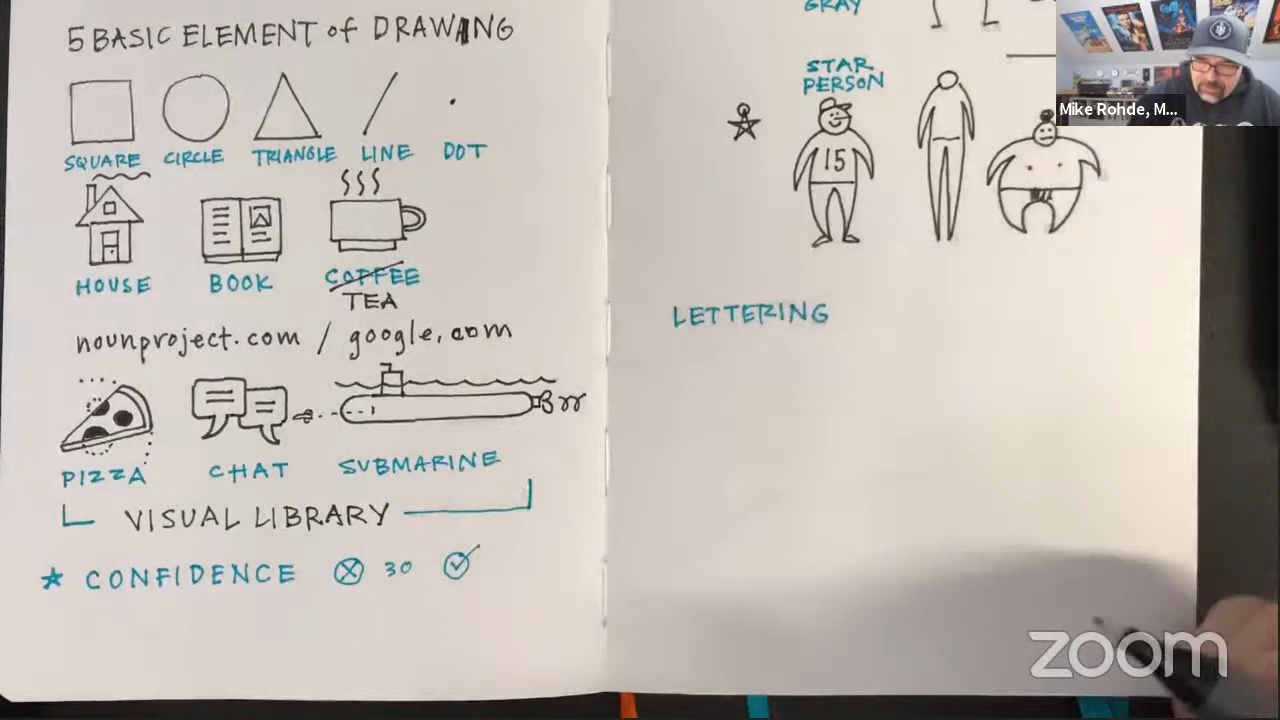 5 BASIC ELEMENT of DRAWING
SQUARE CIRCLE TRIANGLE LINE DOT
HOUSE BOOK COFFEE
TEA
nounproject.com / google.com
PIZZA CHAT SUBMARINE
VISUAL LIBRARY
CONFIDENCE 30
GRAY
STAR
PERSON
15
LETTERING
Mike Rohde, M...
zoom